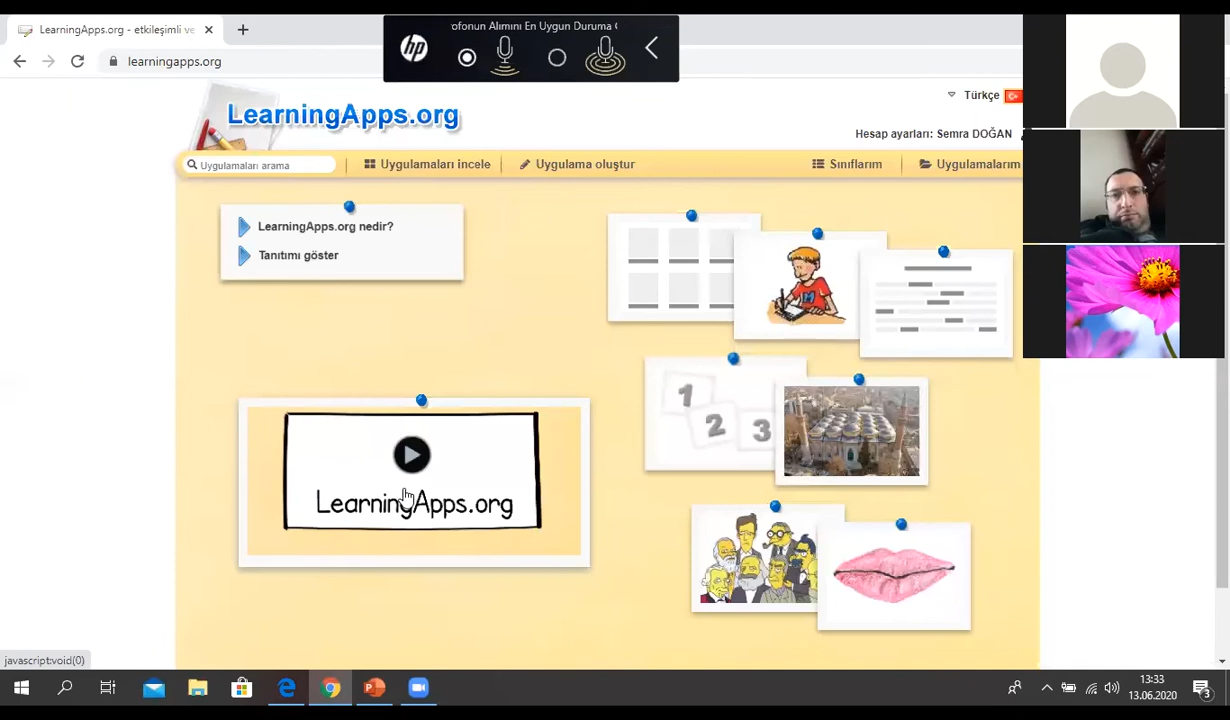 LearningApps.org - etkileşimli ve
ofonun Alımını En Uygun Duruma
hp
learningapps.org
LearningApps.org
Türkçe
Hesap ayarları: Semra DOĞAN
Uygulamaları arama
Uygulamaları incele
Uygulama oluştur
Sınıflarım
Uygulamalarım
LearningApps.org nedir?
Tanıtımı göster
M
1
2
3
LearningApps.org
javascript:void(0)
13:33
13.06.2020
3